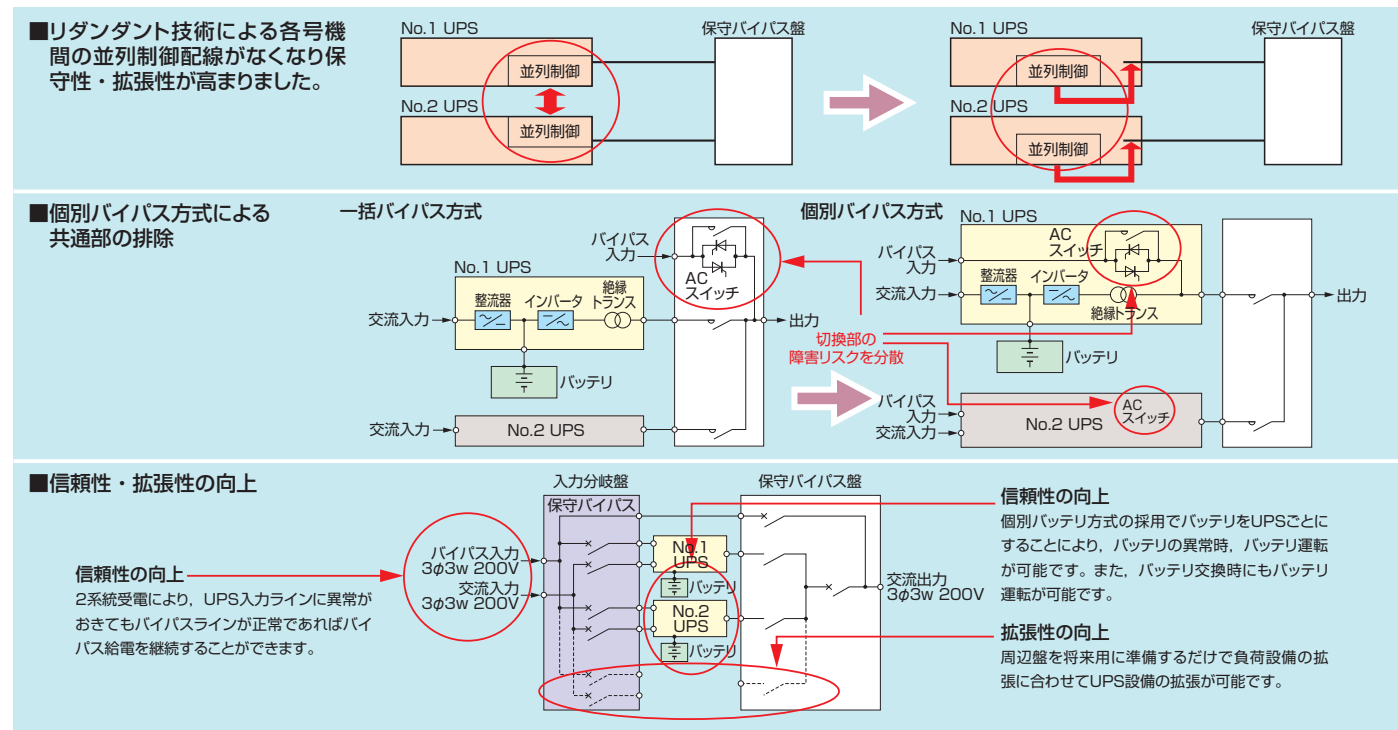 ■リダンダント技術による各号機
間の並列制御配線がなくなり保
守性・拡張性が高まりました。
No.1 UPS
保守バイパス盤
並列制御
No.2 UPS
並列制御
No.1 UPS
保守バイパス盤
並列制御
No.2 UPS
並列制御
■個別バイパス方式による
共通部の排除
一括バイパス方式
バイパス
入力
AC
スイッチ
No.1 UPS
整流器
インバータ
絶縁
トランス
交流入力
出力
バッテリ
交流入力
No.2 UPS
切換部の
障害リスクを分散
個別バイパス方式
No.1 UPS
AC
スイッチ
バイパス
入力
整流器
インバータ
交流入力
絶縁トランス
出力
バッテリ
バイパス
入力
交流入力
No.2 UPS
AC
スイッチ
■信頼性・拡張性の向上
入力分岐盤
保守バイパス盤
保守バイパス
バイパス入力
3φ3w 200V
交流入力
3φ3w 200V
No.1
UPS
バッテリ
No.2
UPS
バッテリ
交流出力
3φ3w 200V
信頼性の向上
2系統受電により，UPS入力ラインに異常が
おきてもバイパスラインが正常であればバイ
パス給電を継続することができます。
信頼性の向上
個別バッテリ方式の採用でバッテリをUPSごとに
することにより，バッテリの異常時，バッテリ運転
が可能です。また，バッテリ交換時にもバッテリ
運転が可能です。
拡張性の向上
周辺盤を将来用に準備するだけで負荷設備の拡
張に合わせてUPS設備の拡張が可能です。